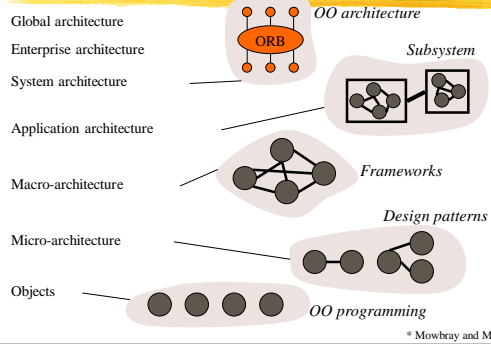 Global architecture
OO architecture
ORB
Enterprise architecture
Subsystem
System architecture
Application architecture
Frameworks
Macro-architecture
Design patterns
Micro-architecture
Objects
OO programming
* Mowbray and M